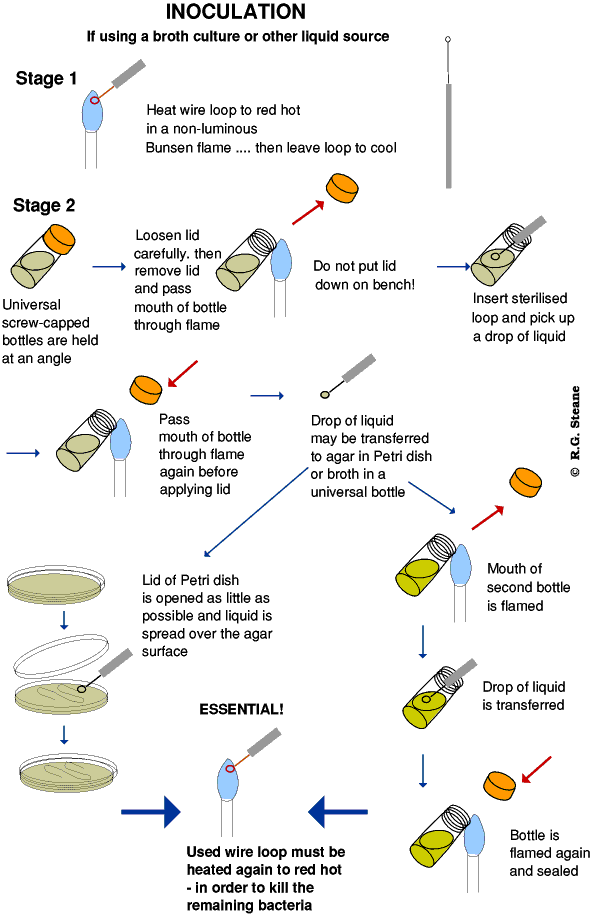 INOCULATION
If using a broth culture or other liquid source
Stage 1
Heat wire loop to red hot
in a non-luminous
Bunsen flame .... then leave loop to cool
Stage 2
Universal
screw-capped
bottles are held
at an angle
Loosen lid
carefully. then
remove lid
and pass
mouth of bottle
through flame
Do not put lid
down on bench!
Insert sterilised
loop and pick up
a drop of liquid
Pass
mouth of bottle
through flame
again before
applying lid
Drop of liquid
may be transferred
to agar in Petri dish
or broth in a
universal bottle
© R.G. Steane
Lid of Petri dish
is opened as little as
possible and liquid is
spread over the agar
surface
Mouth of
second bottle
is flamed
Drop of liquid
is transferred
Bottle is
flamed again
and sealed
ESSENTIAL!
Used wire loop must be
heated again to red hot
- in order to kill the
remaining bacteria